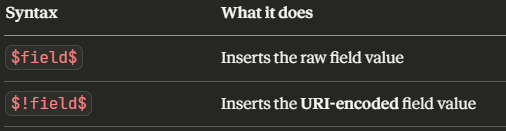 Syntax What it does
$field$ Inserts the raw field value
$!field$ Inserts the URI-encoded field value